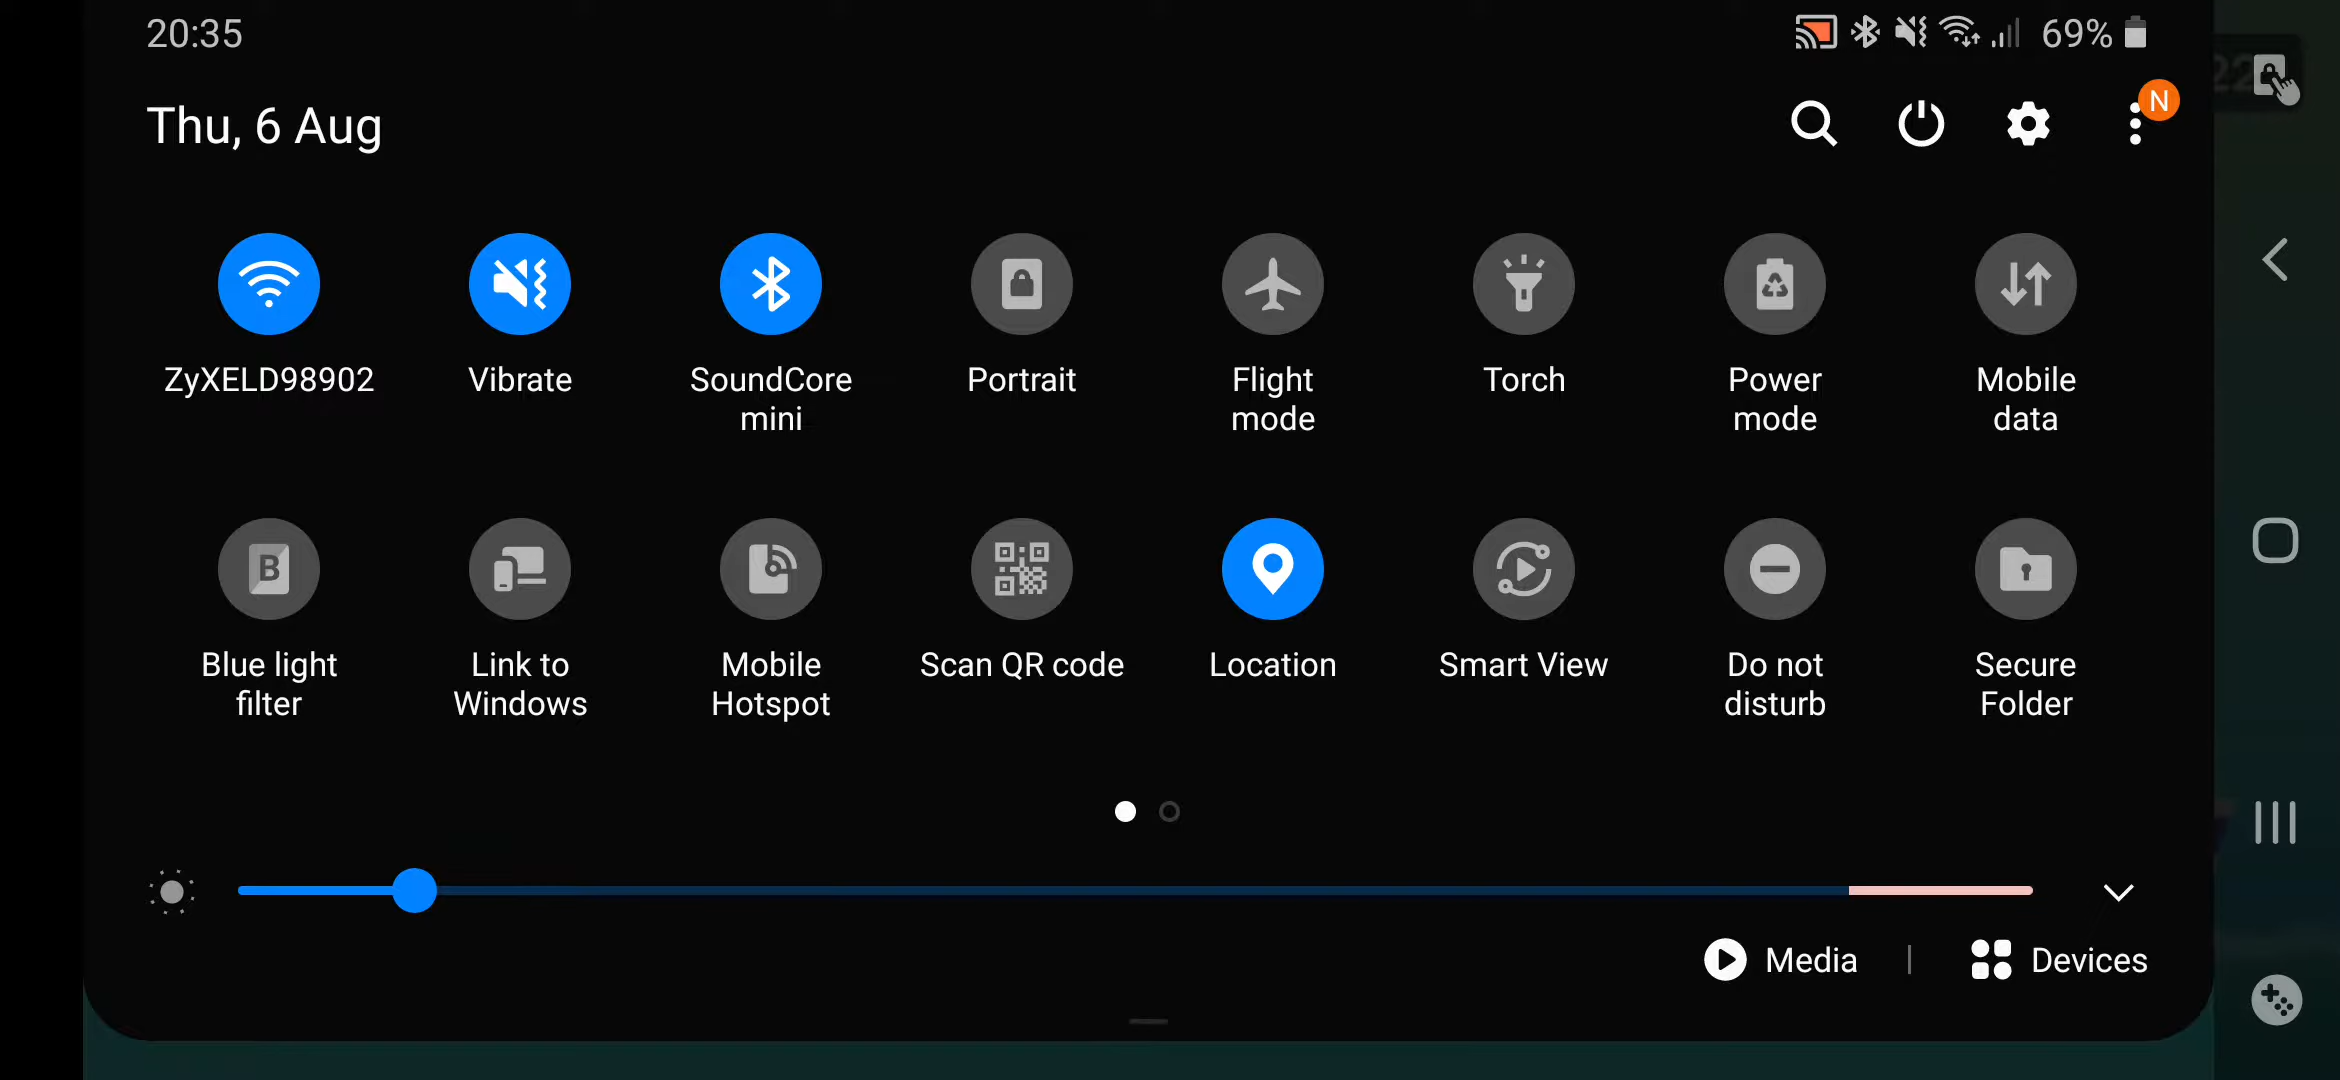 20:35
69%
Thu, 6 Aug
N
ZyXELD98902
Vibrate
SoundCore
mini
Portrait
Flight
mode
Torch
Power
mode
Mobile
data
B
Blue light
filter
Link to
Windows
Mobile
Hotspot
Scan QR code
Location
Smart View
Do not
disturb
Secure
Folder
Media
Devices